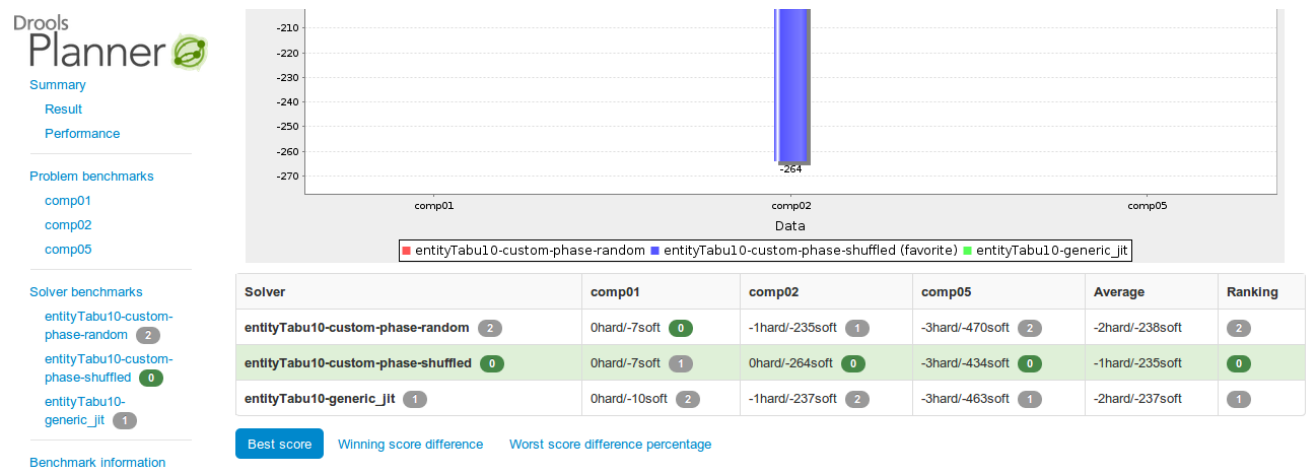 Drools
Planner
Summary
Result
Performance
Problem benchmarks
comp01
comp02
comp05
Solver benchmarks
entityTabu10-custom-
phase-random 2
entityTabu10-custom-
phase-shuffled 0
entityTabu10-
generic_jit 1
Benchmark information
-210
-220
-230
-240
-250
-260
-270
-264
comp01 comp02 comp05
Data
entityTabu10-custom-phase-random entityTabu10-custom-phase-shuffled (favorite) entityTabu10-generic_jit
Solver comp01 comp02 comp05 Average Ranking
entityTabu10-custom-phase-random 2 0hard/-7soft 0 -1hard/-235soft 1 -3hard/-470soft 2 -2hard/-238soft 2
entityTabu10-custom-phase-shuffled 0 0hard/-7soft 1 0hard/-264soft 0 -3hard/-434soft 0 -1hard/-235soft 0
entityTabu10-generic_jit 1 0hard/-10soft 2 -1hard/-237soft 2 -3hard/-463soft 1 -2hard/-237soft 1
Best score Winning score difference Worst score difference percentage